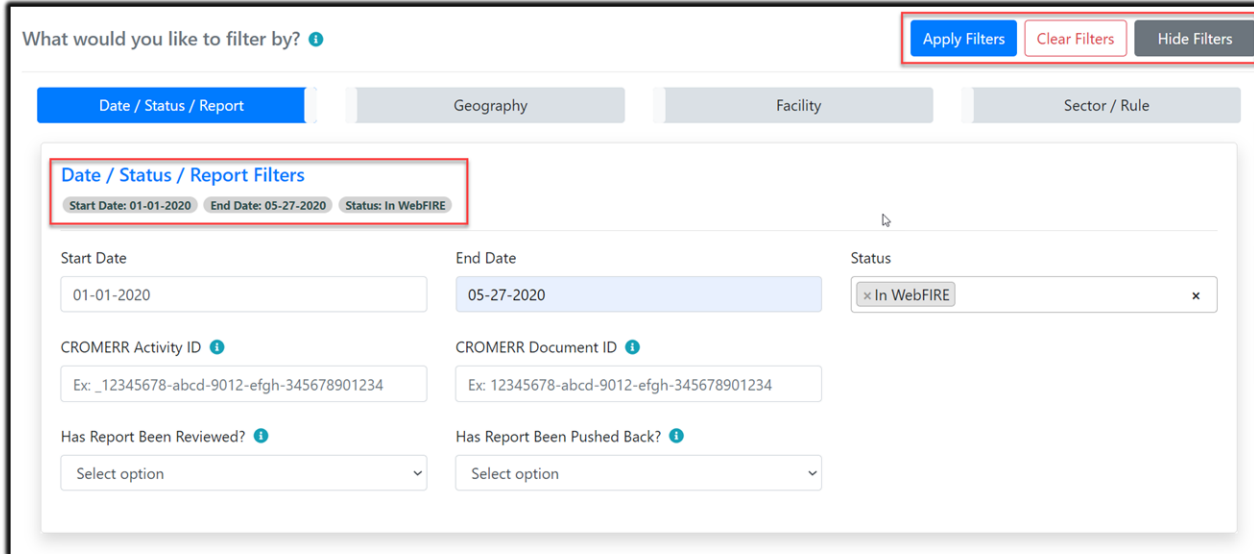 What would you like to filter by?
Apply Filters Clear Filters Hide Filters
Date / Status / Report Geography Facility Sector / Rule
Date / Status / Report Filters
Start Date: 01-01-2020 End Date: 05-27-2020 Status: In WebFIRE
Start Date End Date Status
01-01-2020 05-27-2020 × In WebFIRE ×
CROMERR Activity ID CROMERR Document ID
Ex: _12345678-abcd-9012-efgh-345678901234 Ex: 12345678-abcd-9012-efgh-345678901234
Has Report Been Reviewed? Has Report Been Pushed Back?
Select option Select option